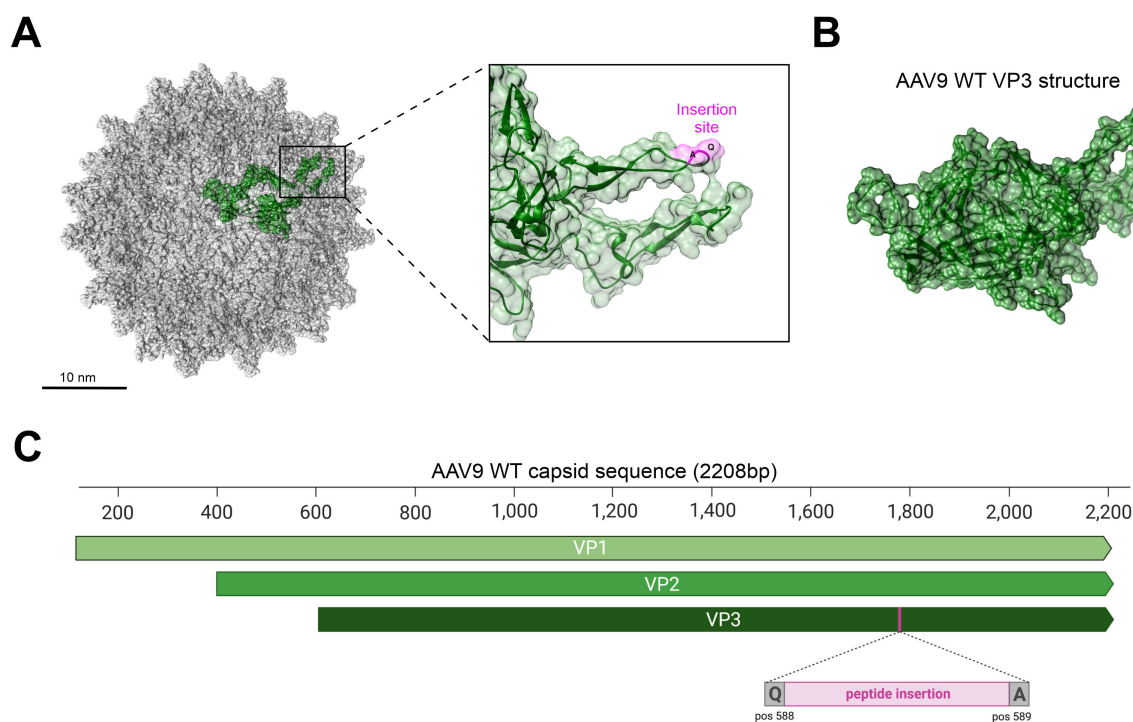 A
B
AAV9 WT VP3 structure
Insertion
site
A Q
10 nm
C
AAV9 WT capsid sequence (2208bp)
200 400 600 800 1,000 1,200 1,400 1,600 1,800 2,000 2,200
VP1
VP2
VP3
Q peptide insertion A
pos 588 pos 589